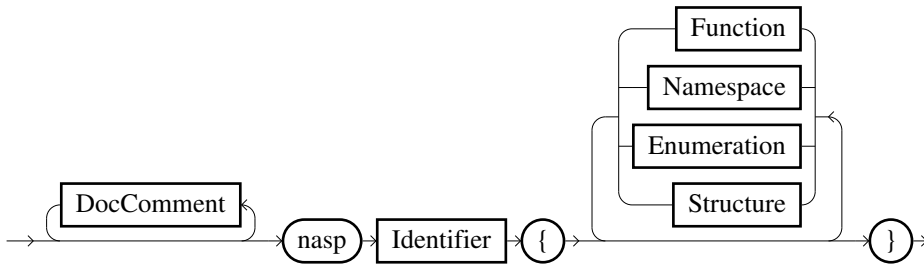 Function
Namespace
Enumeration
Structure
DocComment
nasp Identifier { }